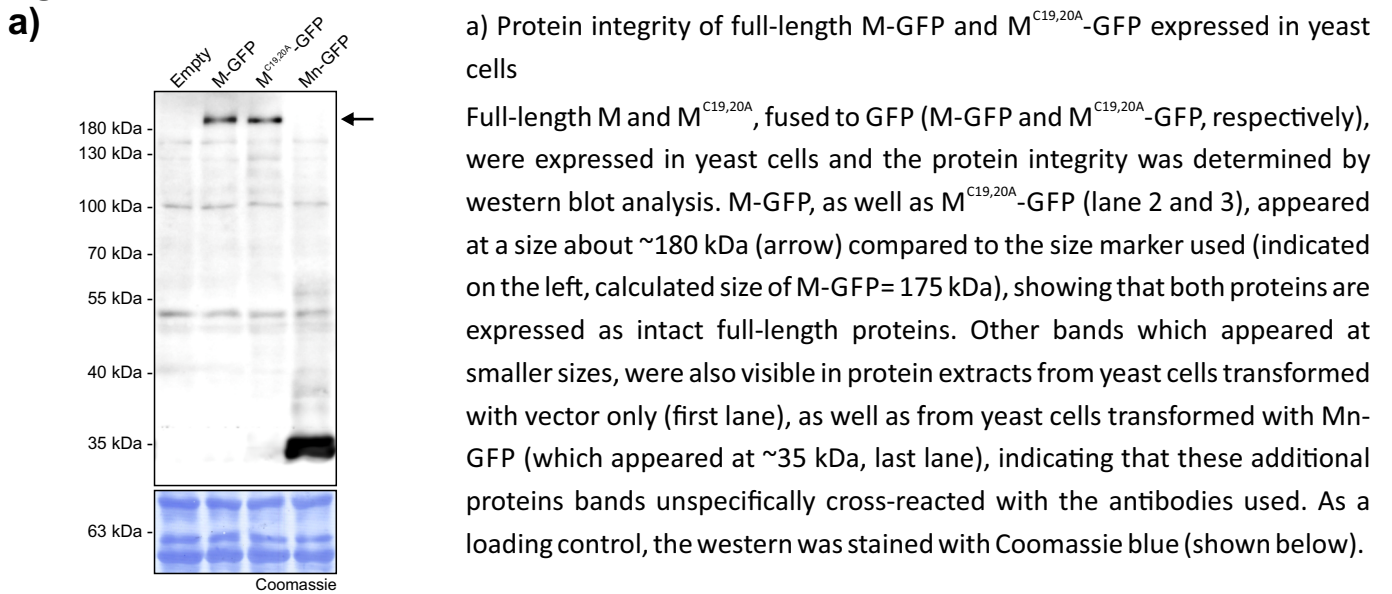 a)
Empty
M-GFP
M^C19,20A-GFP
Mn-GFP
180 kDa -
130 kDa -
100 kDa -
70 kDa -
55 kDa -
40 kDa -
35 kDa -
63 kDa -
Coomassie
a) Protein integrity of full-length M-GFP and M^C19,20A-GFP expressed in yeast
cells
Full-length M and M^C19,20A, fused to GFP (M-GFP and M^C19,20A-GFP, respectively),
were expressed in yeast cells and the protein integrity was determined by
western blot analysis. M-GFP, as well as M^C19,20A-GFP (lane 2 and 3), appeared
at a size about ~180 kDa (arrow) compared to the size marker used (indicated
on the left, calculated size of M-GFP= 175 kDa), showing that both proteins are
expressed as intact full-length proteins. Other bands which appeared at
smaller sizes, were also visible in protein extracts from yeast cells transformed
with vector only (first lane), as well as from yeast cells transformed with Mn-
GFP (which appeared at ~35 kDa, last lane), indicating that these additional
proteins bands unspecifically cross-reacted with the antibodies used. As a
loading control, the western was stained with Coomassie blue (shown below).